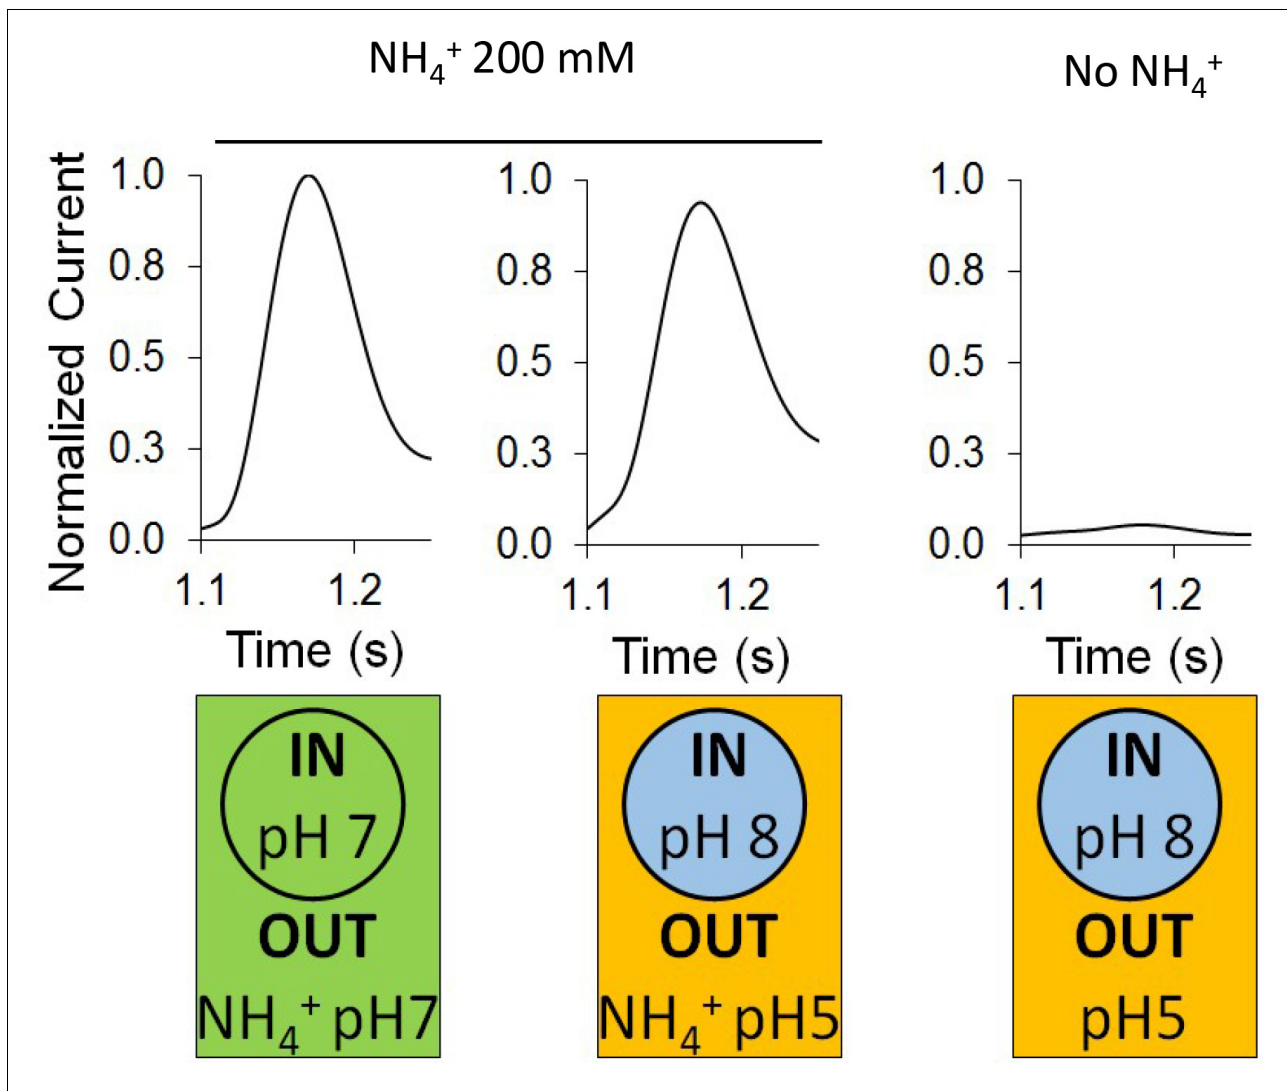 NH₄⁺ 200 mM
No NH₄⁺
Normalized Current
1.0
0.8
0.5
0.3
0.0
1.1
1.2
Time (s)
1.0
0.8
0.5
0.3
0.0
1.1
1.2
Time (s)
1.0
0.8
0.5
0.3
0.0
1.1
1.2
Time (s)
IN
pH 7
OUT
NH₄⁺ pH7
IN
pH 8
OUT
NH₄⁺ pH5
IN
pH 8
OUT
pH5